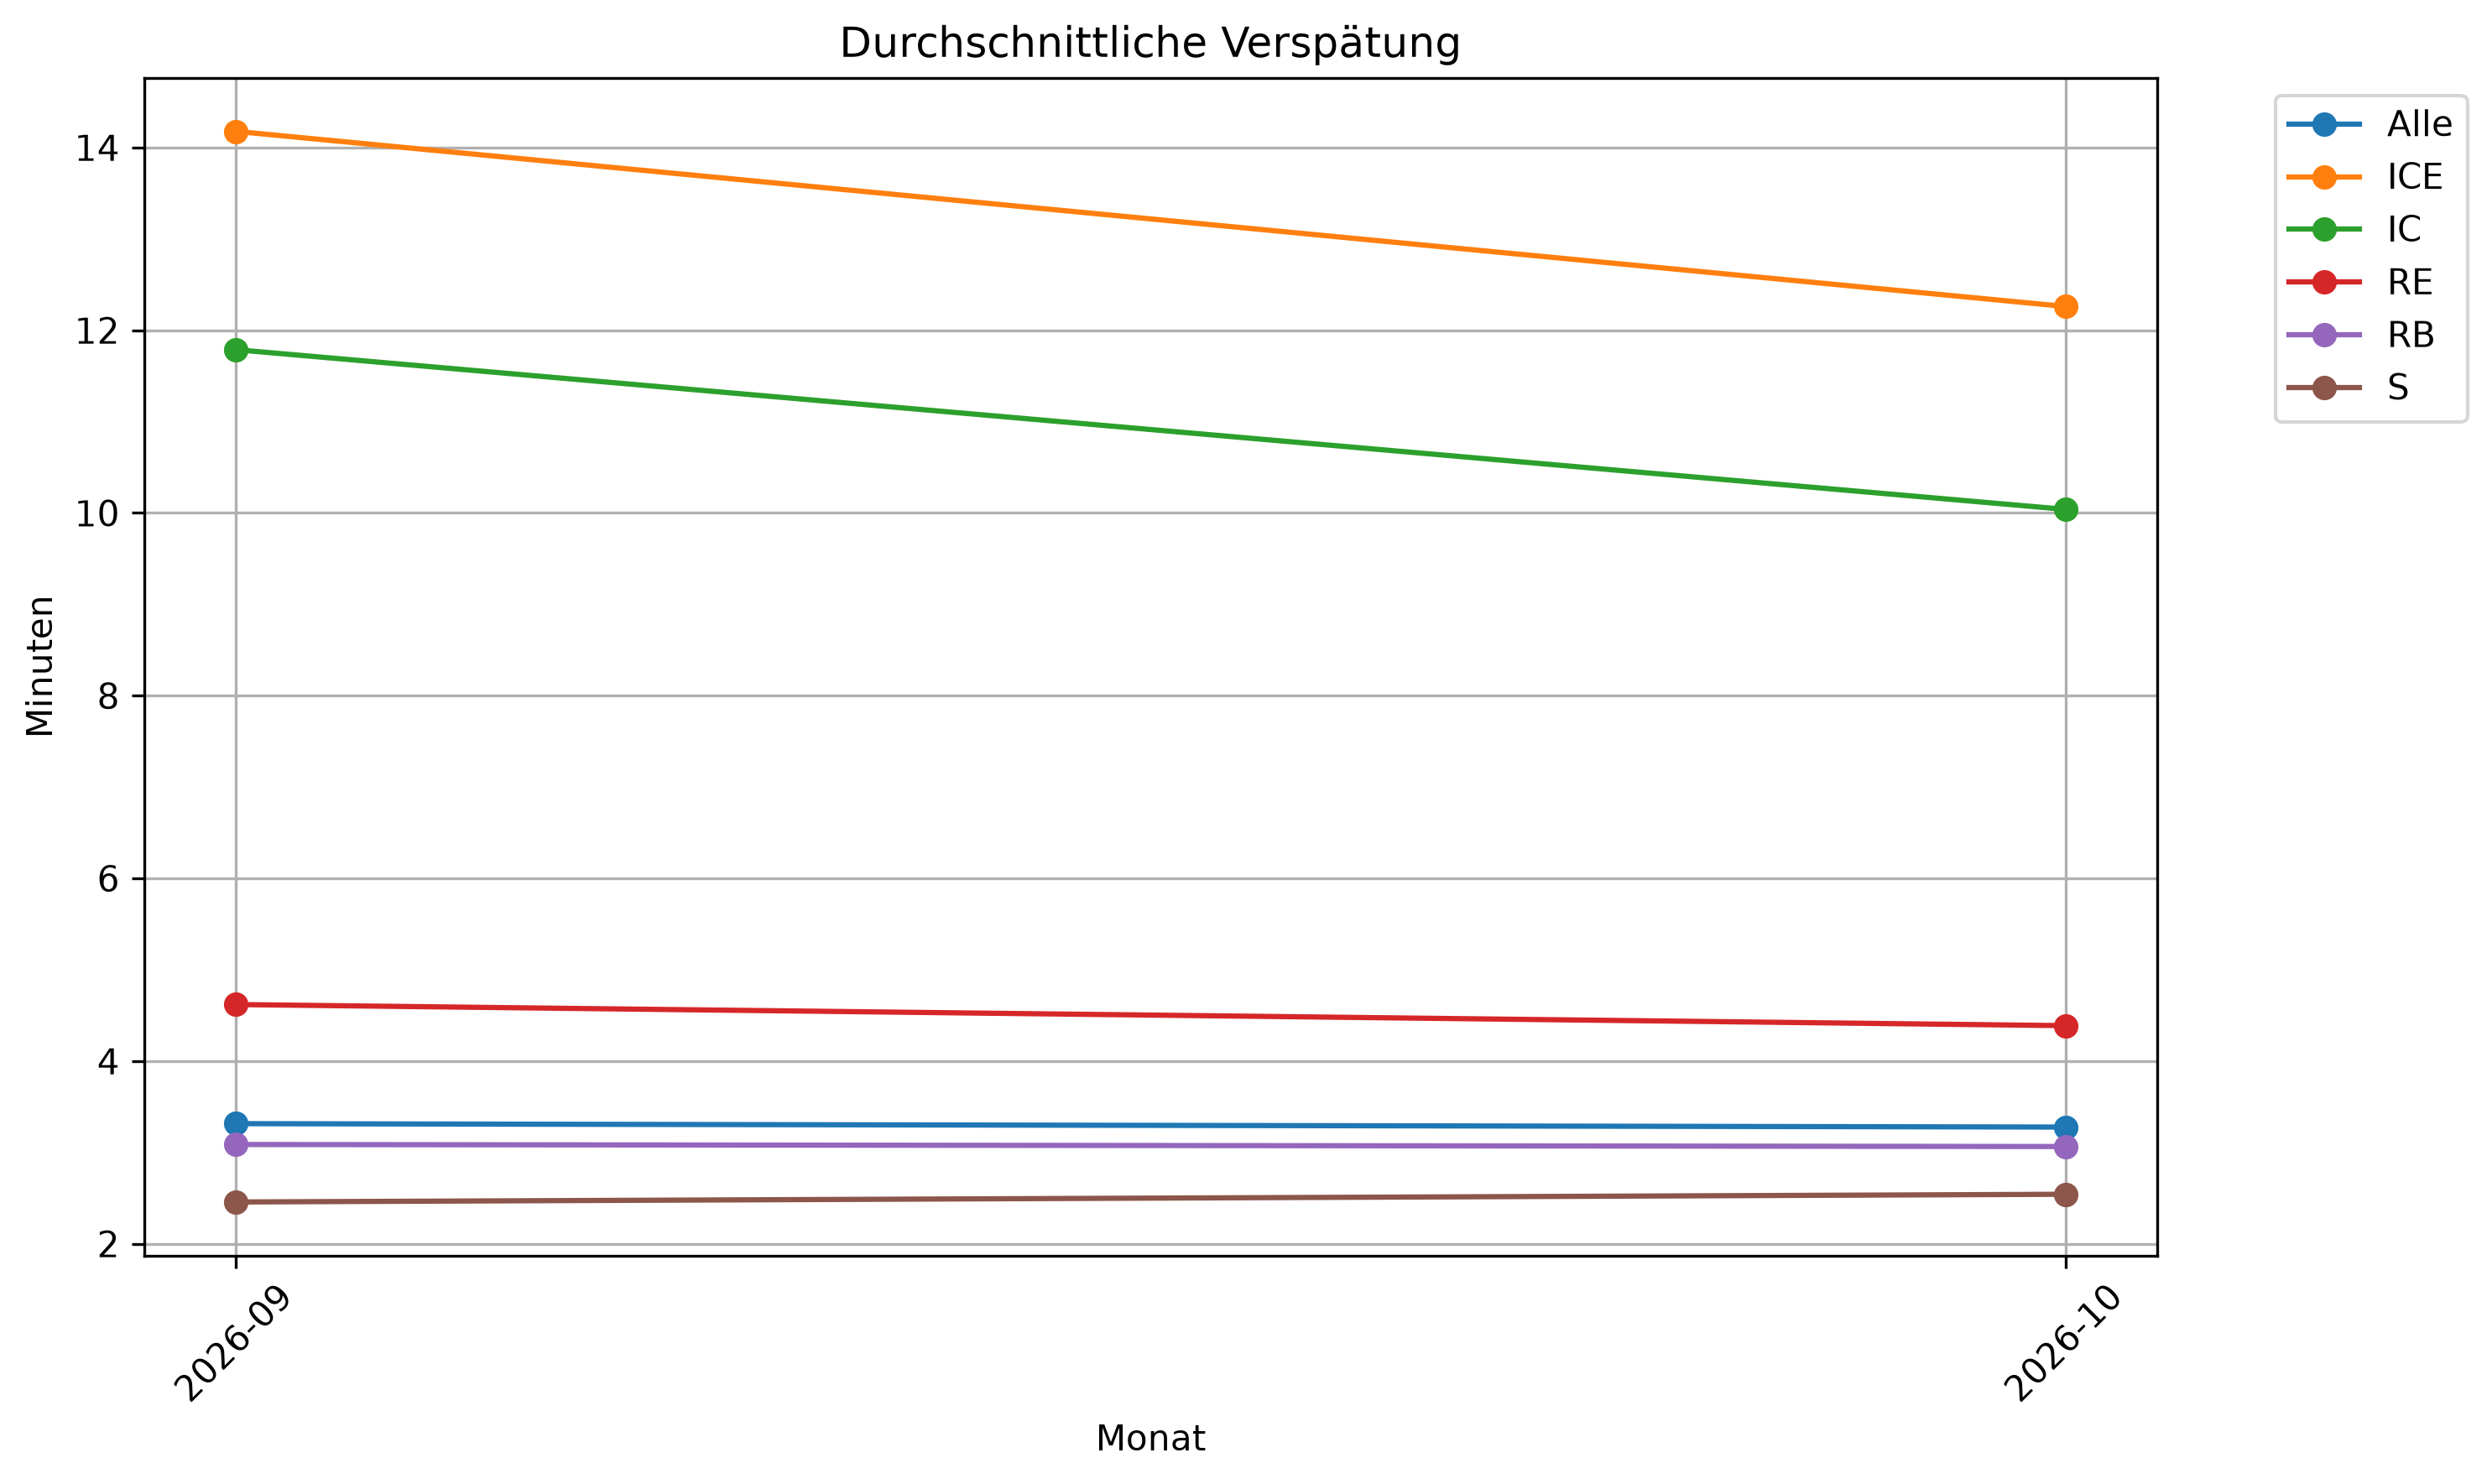 Durchschnittliche Verspätung
Minuten
14
12
10
8
6
4
2
2026-09
2026-10
Monat
Alle
ICE
IC
RE
RB
S